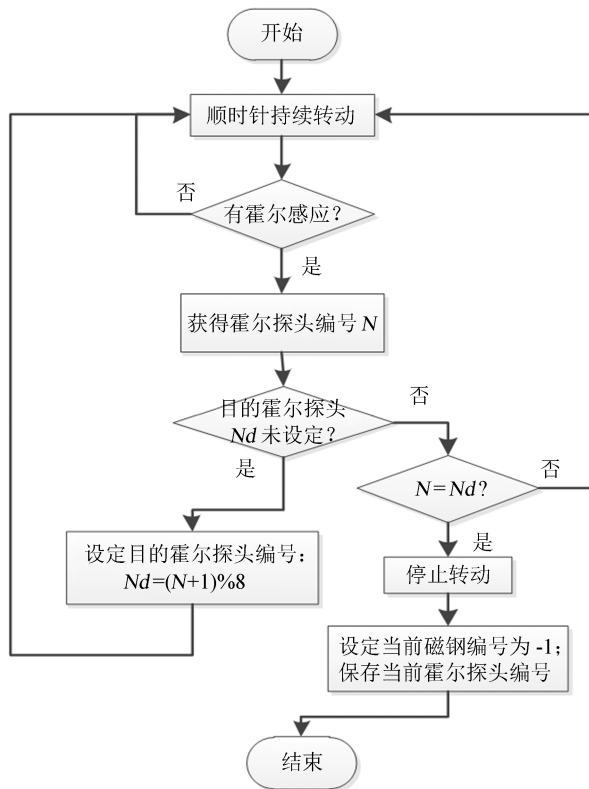 开始
顺时针持续转动
否
有霍尔感应？
是
获得霍尔探头编号 N
目的霍尔探头
Nd 未设定？
否
是
N=Nd?
否
是
设定目的霍尔探头编号：
Nd=(N+1)%8
停止转动
设定当前磁钢编号为 -1；
保存当前霍尔探头编号
结束